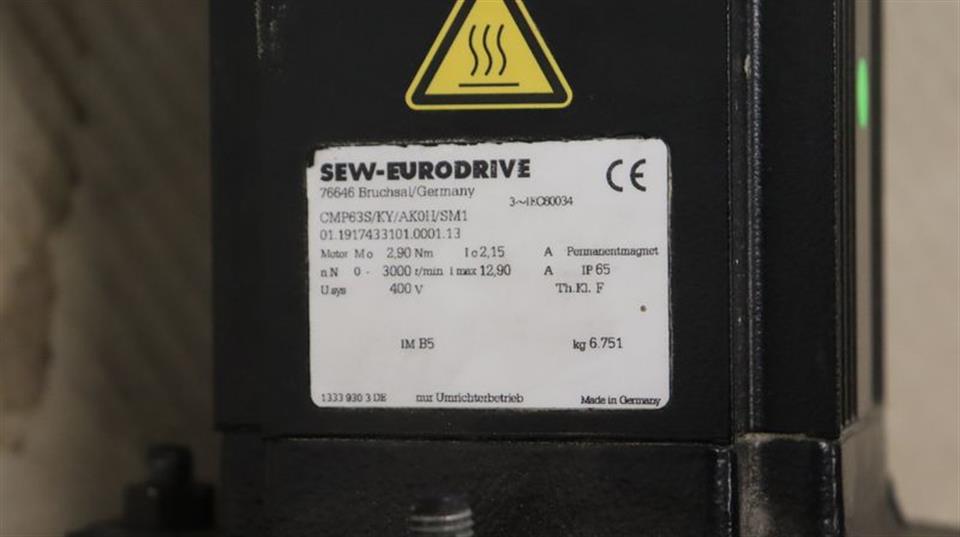 SEW-EURODRIVE
76646 Bruchsal/Germany
CE
3~IEC60034
CMP63S/KY/AK0H/SM1
01.1917433101.0001.13
Motor Mo 2,90 Nm Io 2,15 A Permanentmagnet
nN 0 - 3000 r/min I max 12,90 A IP 65
Usys 400 V Th.Kl. F
IM B5 kg 6.751
1333 930 3 DE nur Umrichterbetrieb Made in Germany